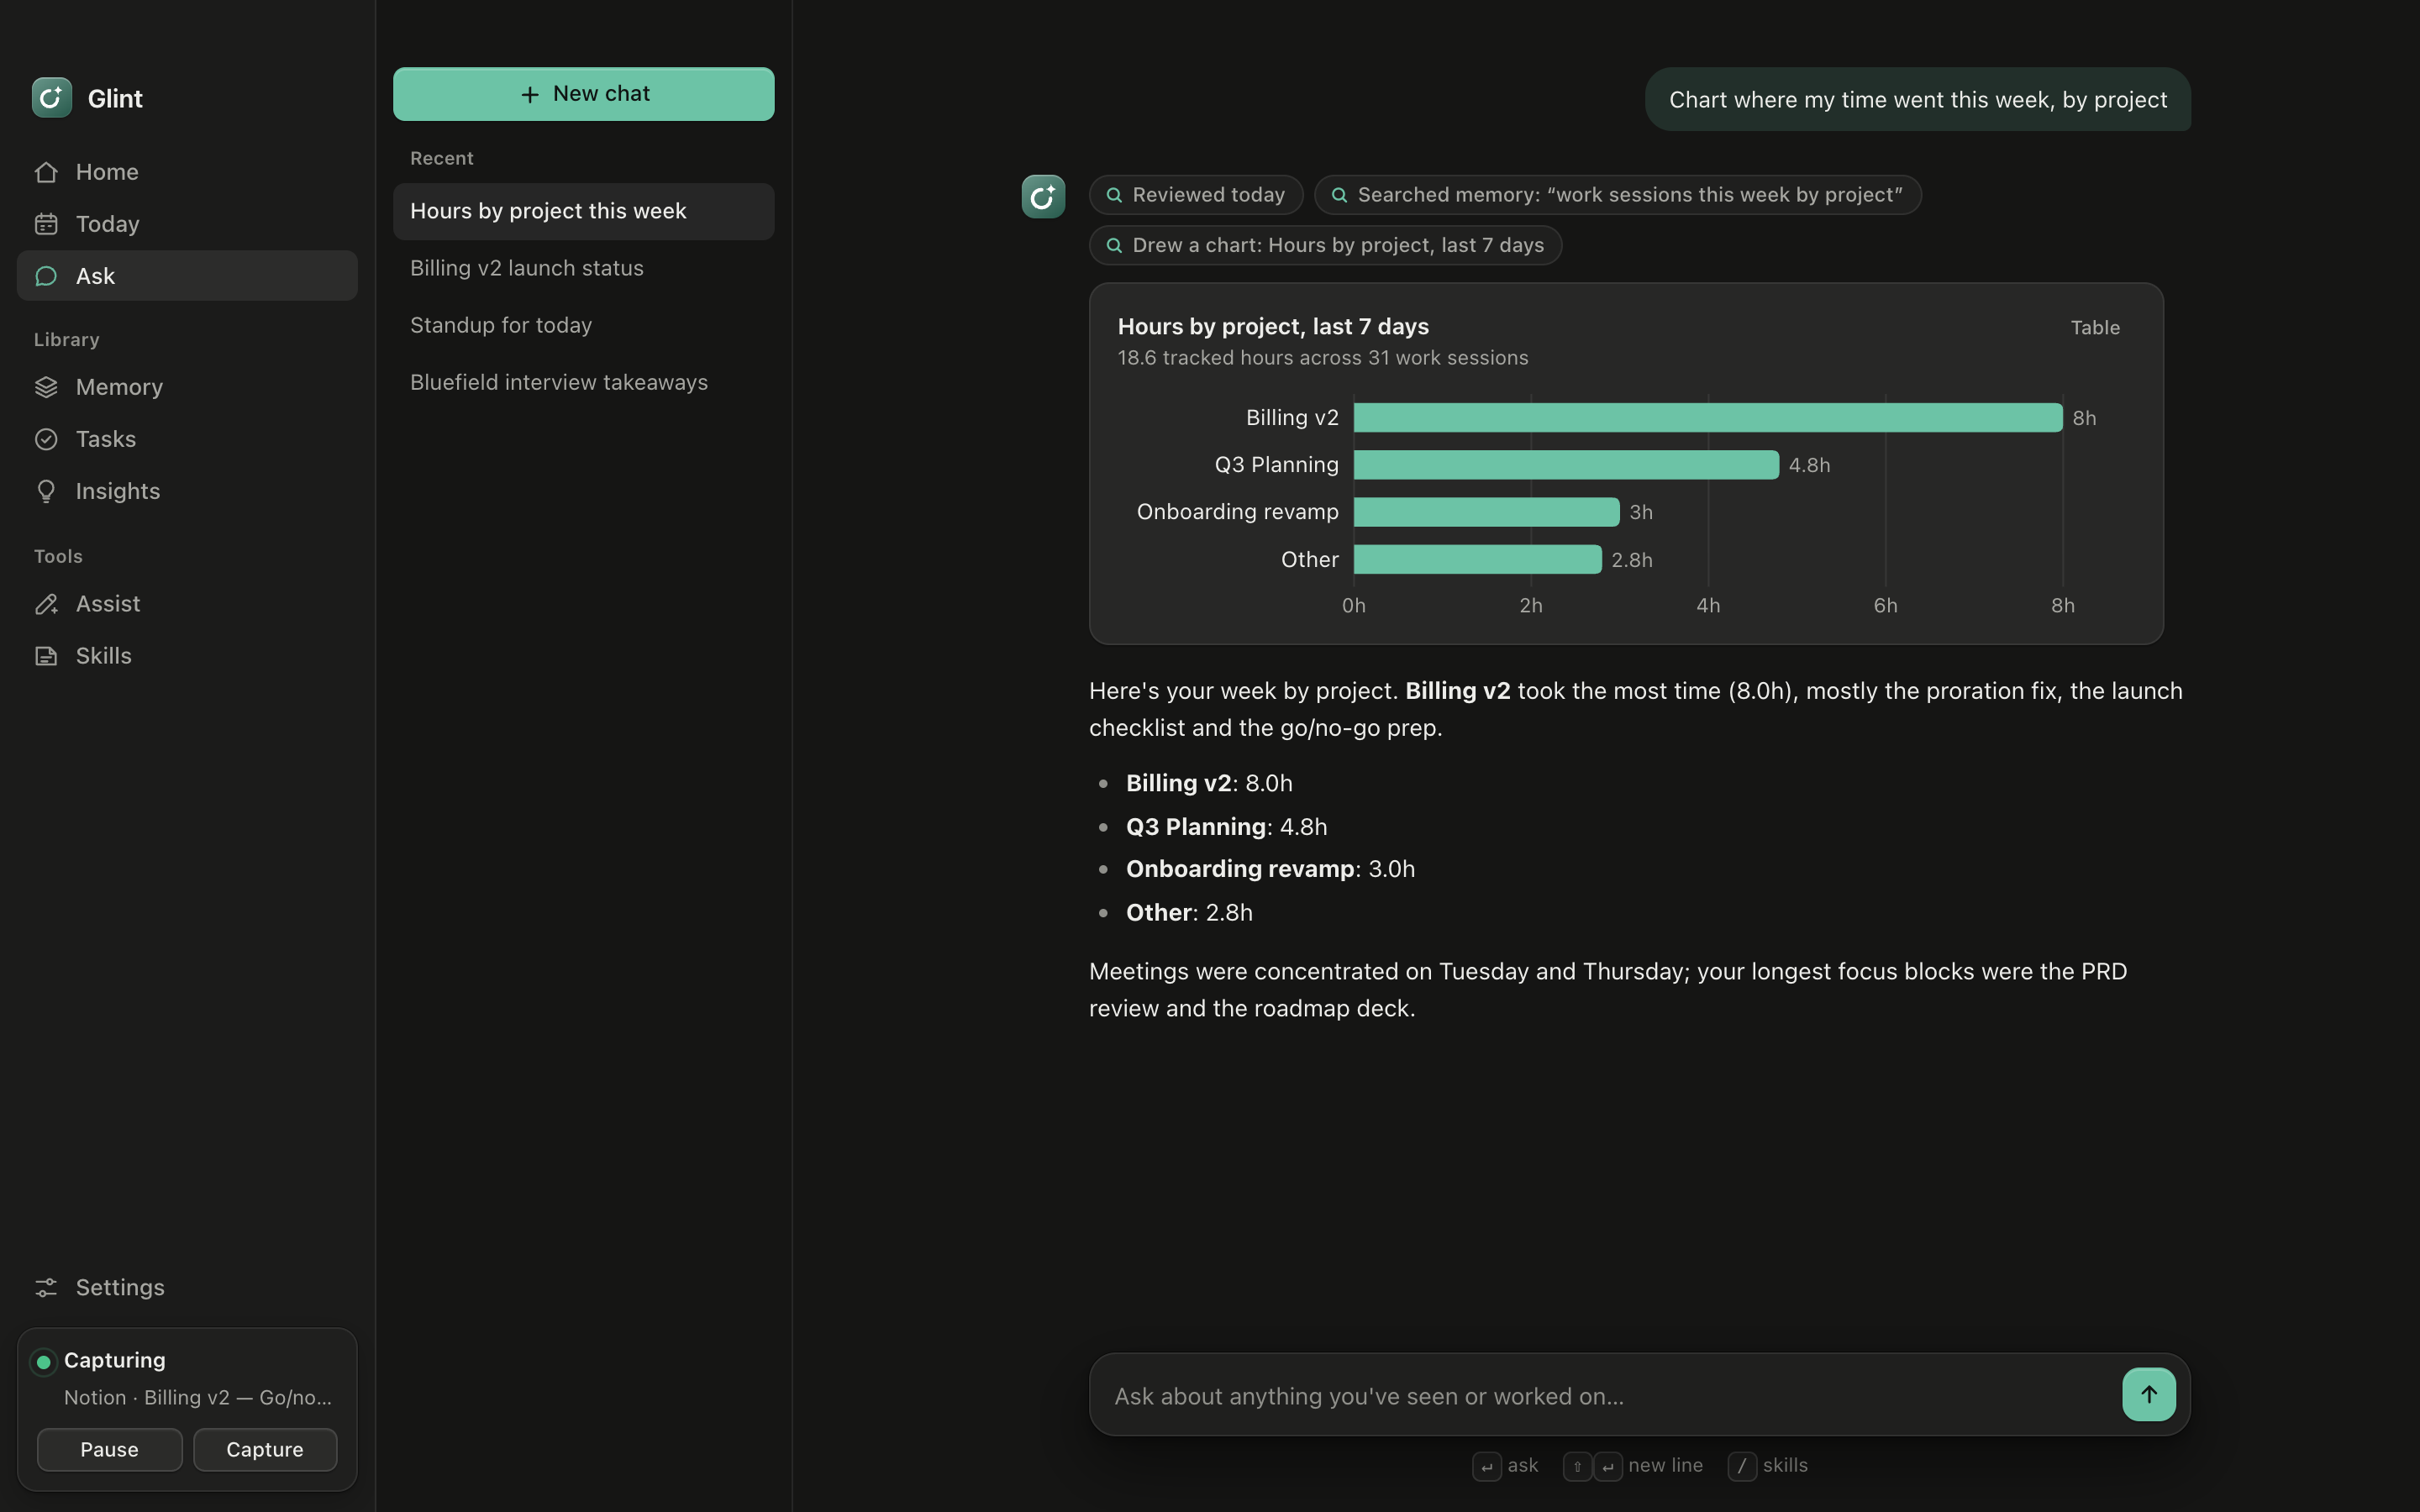 Glint
Home
Today
Ask
Library
Memory
Tasks
Insights
Tools
Assist
Skills
Settings
Capturing
Notion · Billing v2 — Go/no...
Pause
Capture
New chat
Recent
Hours by project this week
Billing v2 launch status
Standup for today
Bluefield interview takeaways
Chart where my time went this week, by project
Reviewed today
Searched memory: “work sessions this week by project”
Drew a chart: Hours by project, last 7 days
Hours by project, last 7 days
Table
18.6 tracked hours across 31 work sessions
Billing v2 8h
Q3 Planning 4.8h
Onboarding revamp 3h
Other 2.8h
0h 2h 4h 6h 8h
Here's your week by project. Billing v2 took the most time (8.0h), mostly the proration fix, the launch
checklist and the go/no-go prep.
• Billing v2: 8.0h
• Q3 Planning: 4.8h
• Onboarding revamp: 3.0h
• Other: 2.8h
Meetings were concentrated on Tuesday and Thursday; your longest focus blocks were the PRD
review and the roadmap deck.
Ask about anything you've seen or worked on...
↵ ask ⇧ ↵ new line / skills